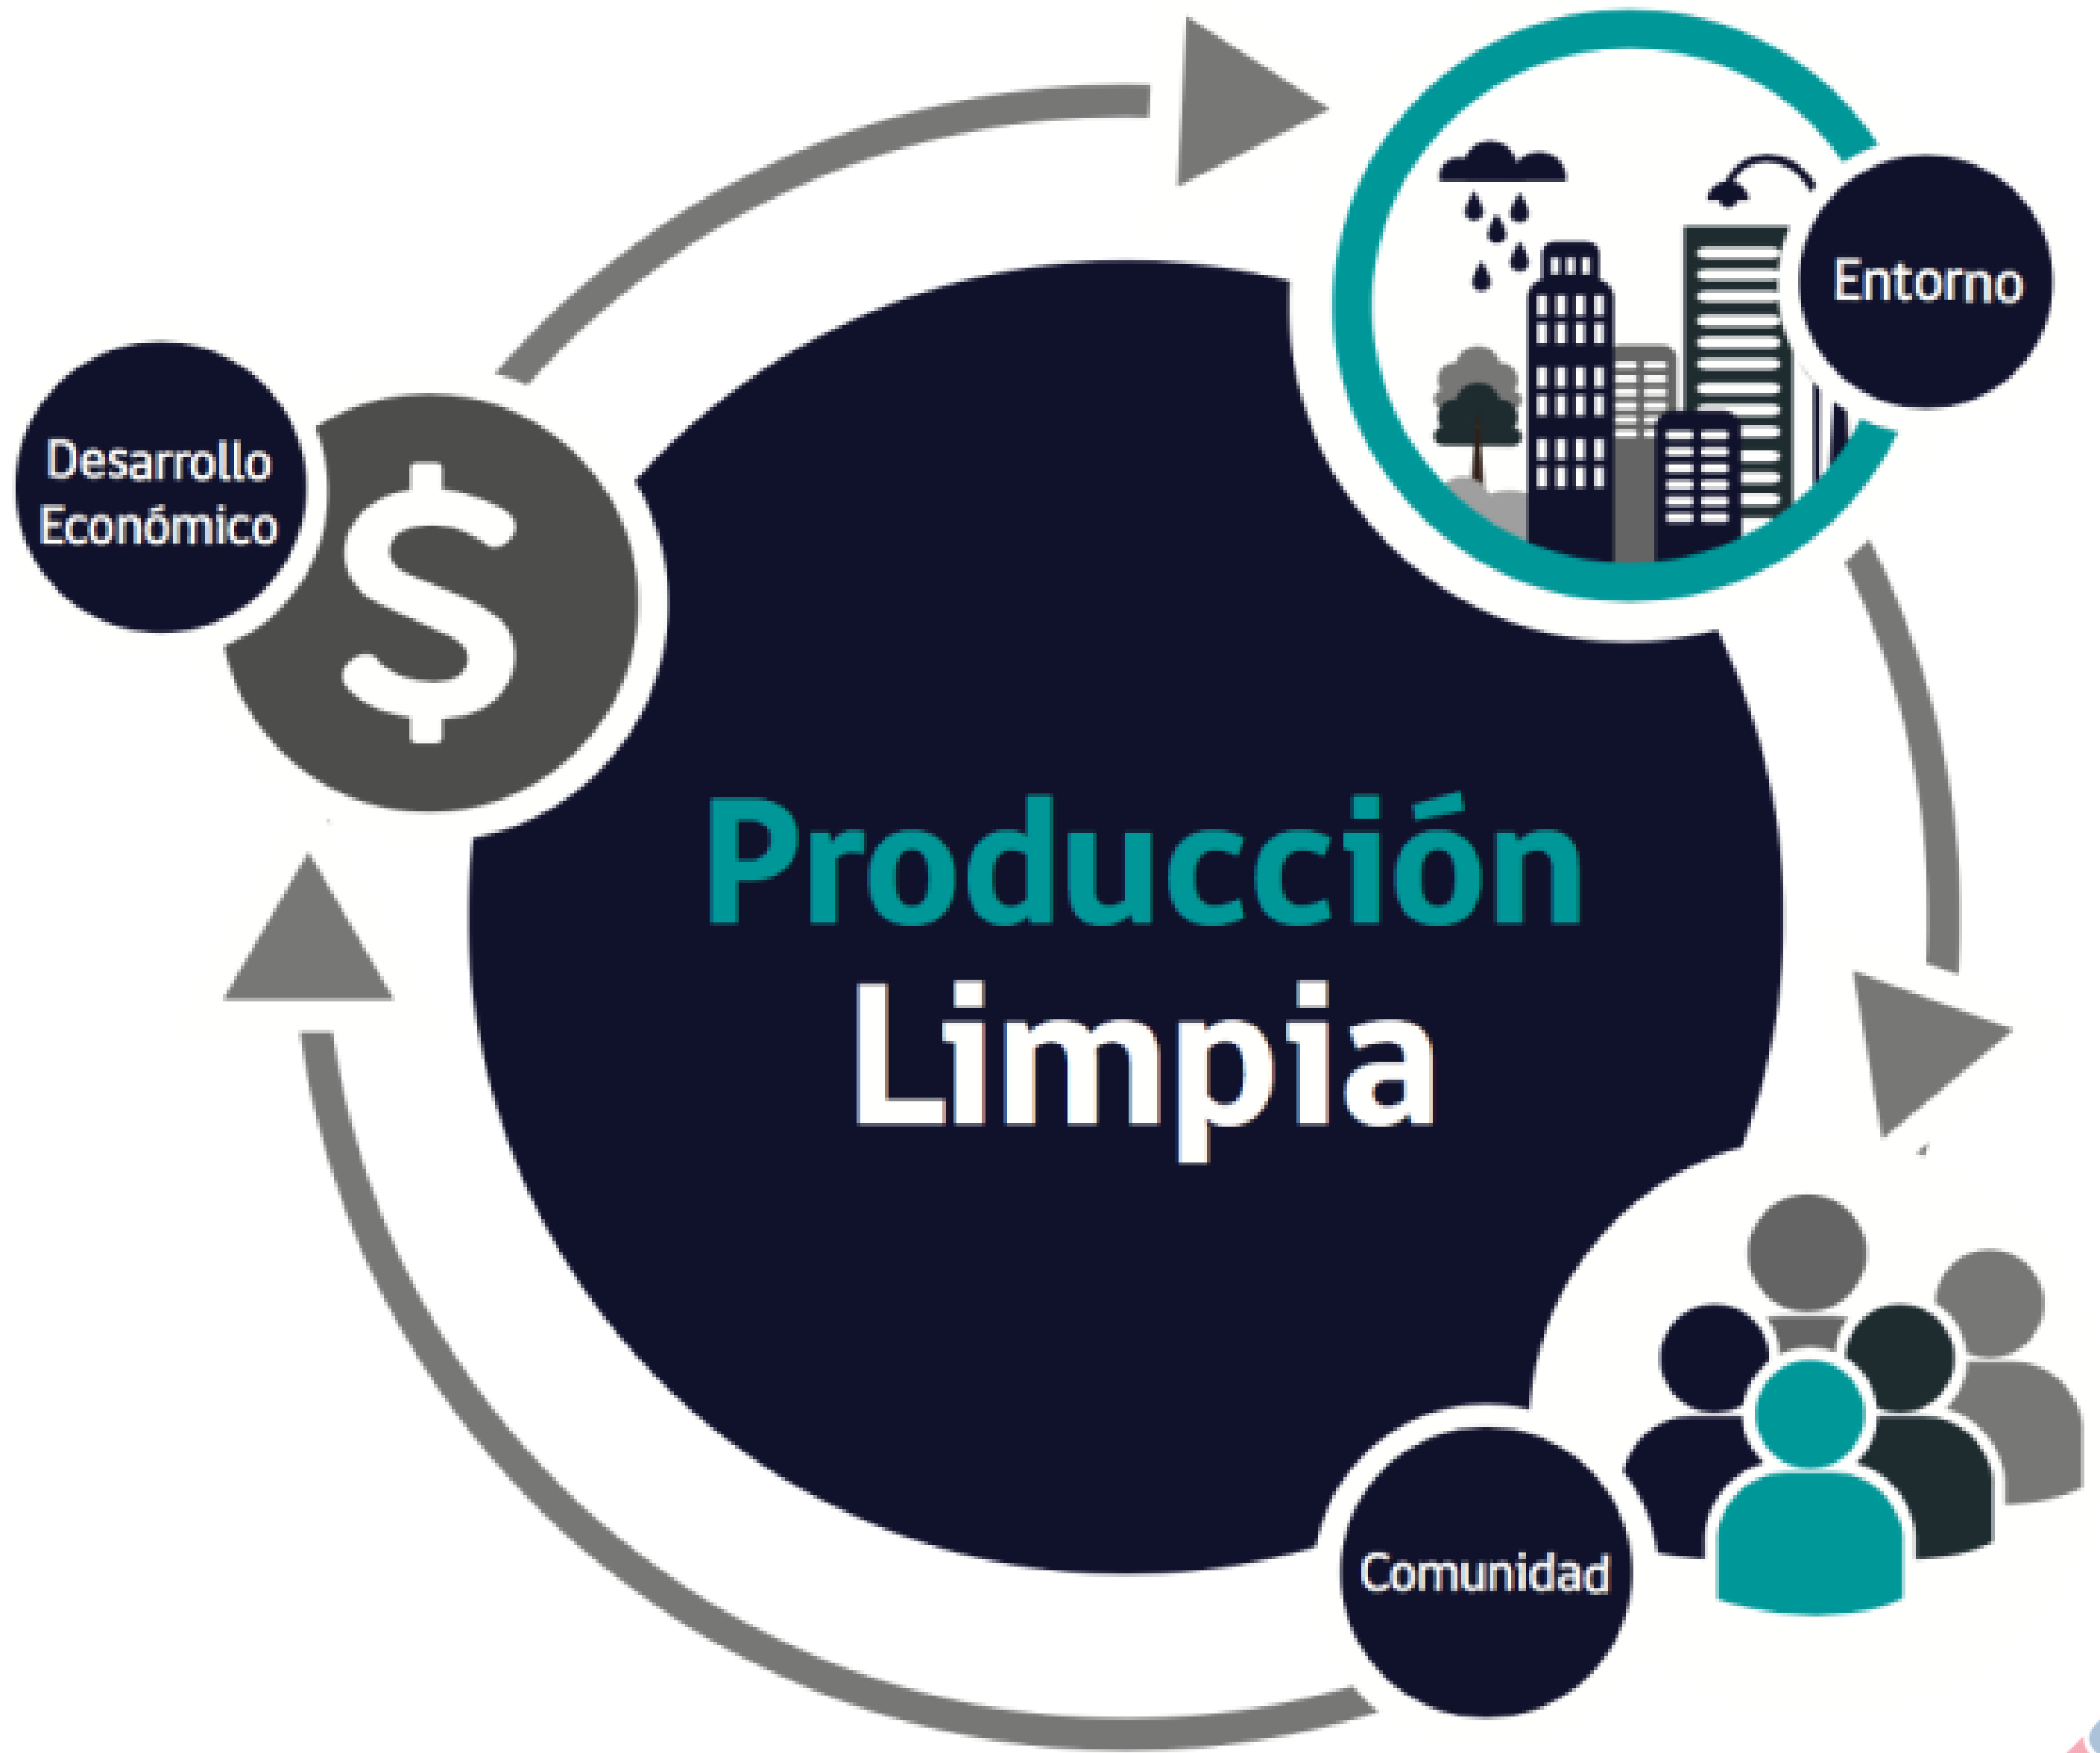 Entorno
Desarrollo
Económico
Producción
Limpia
Comunidad